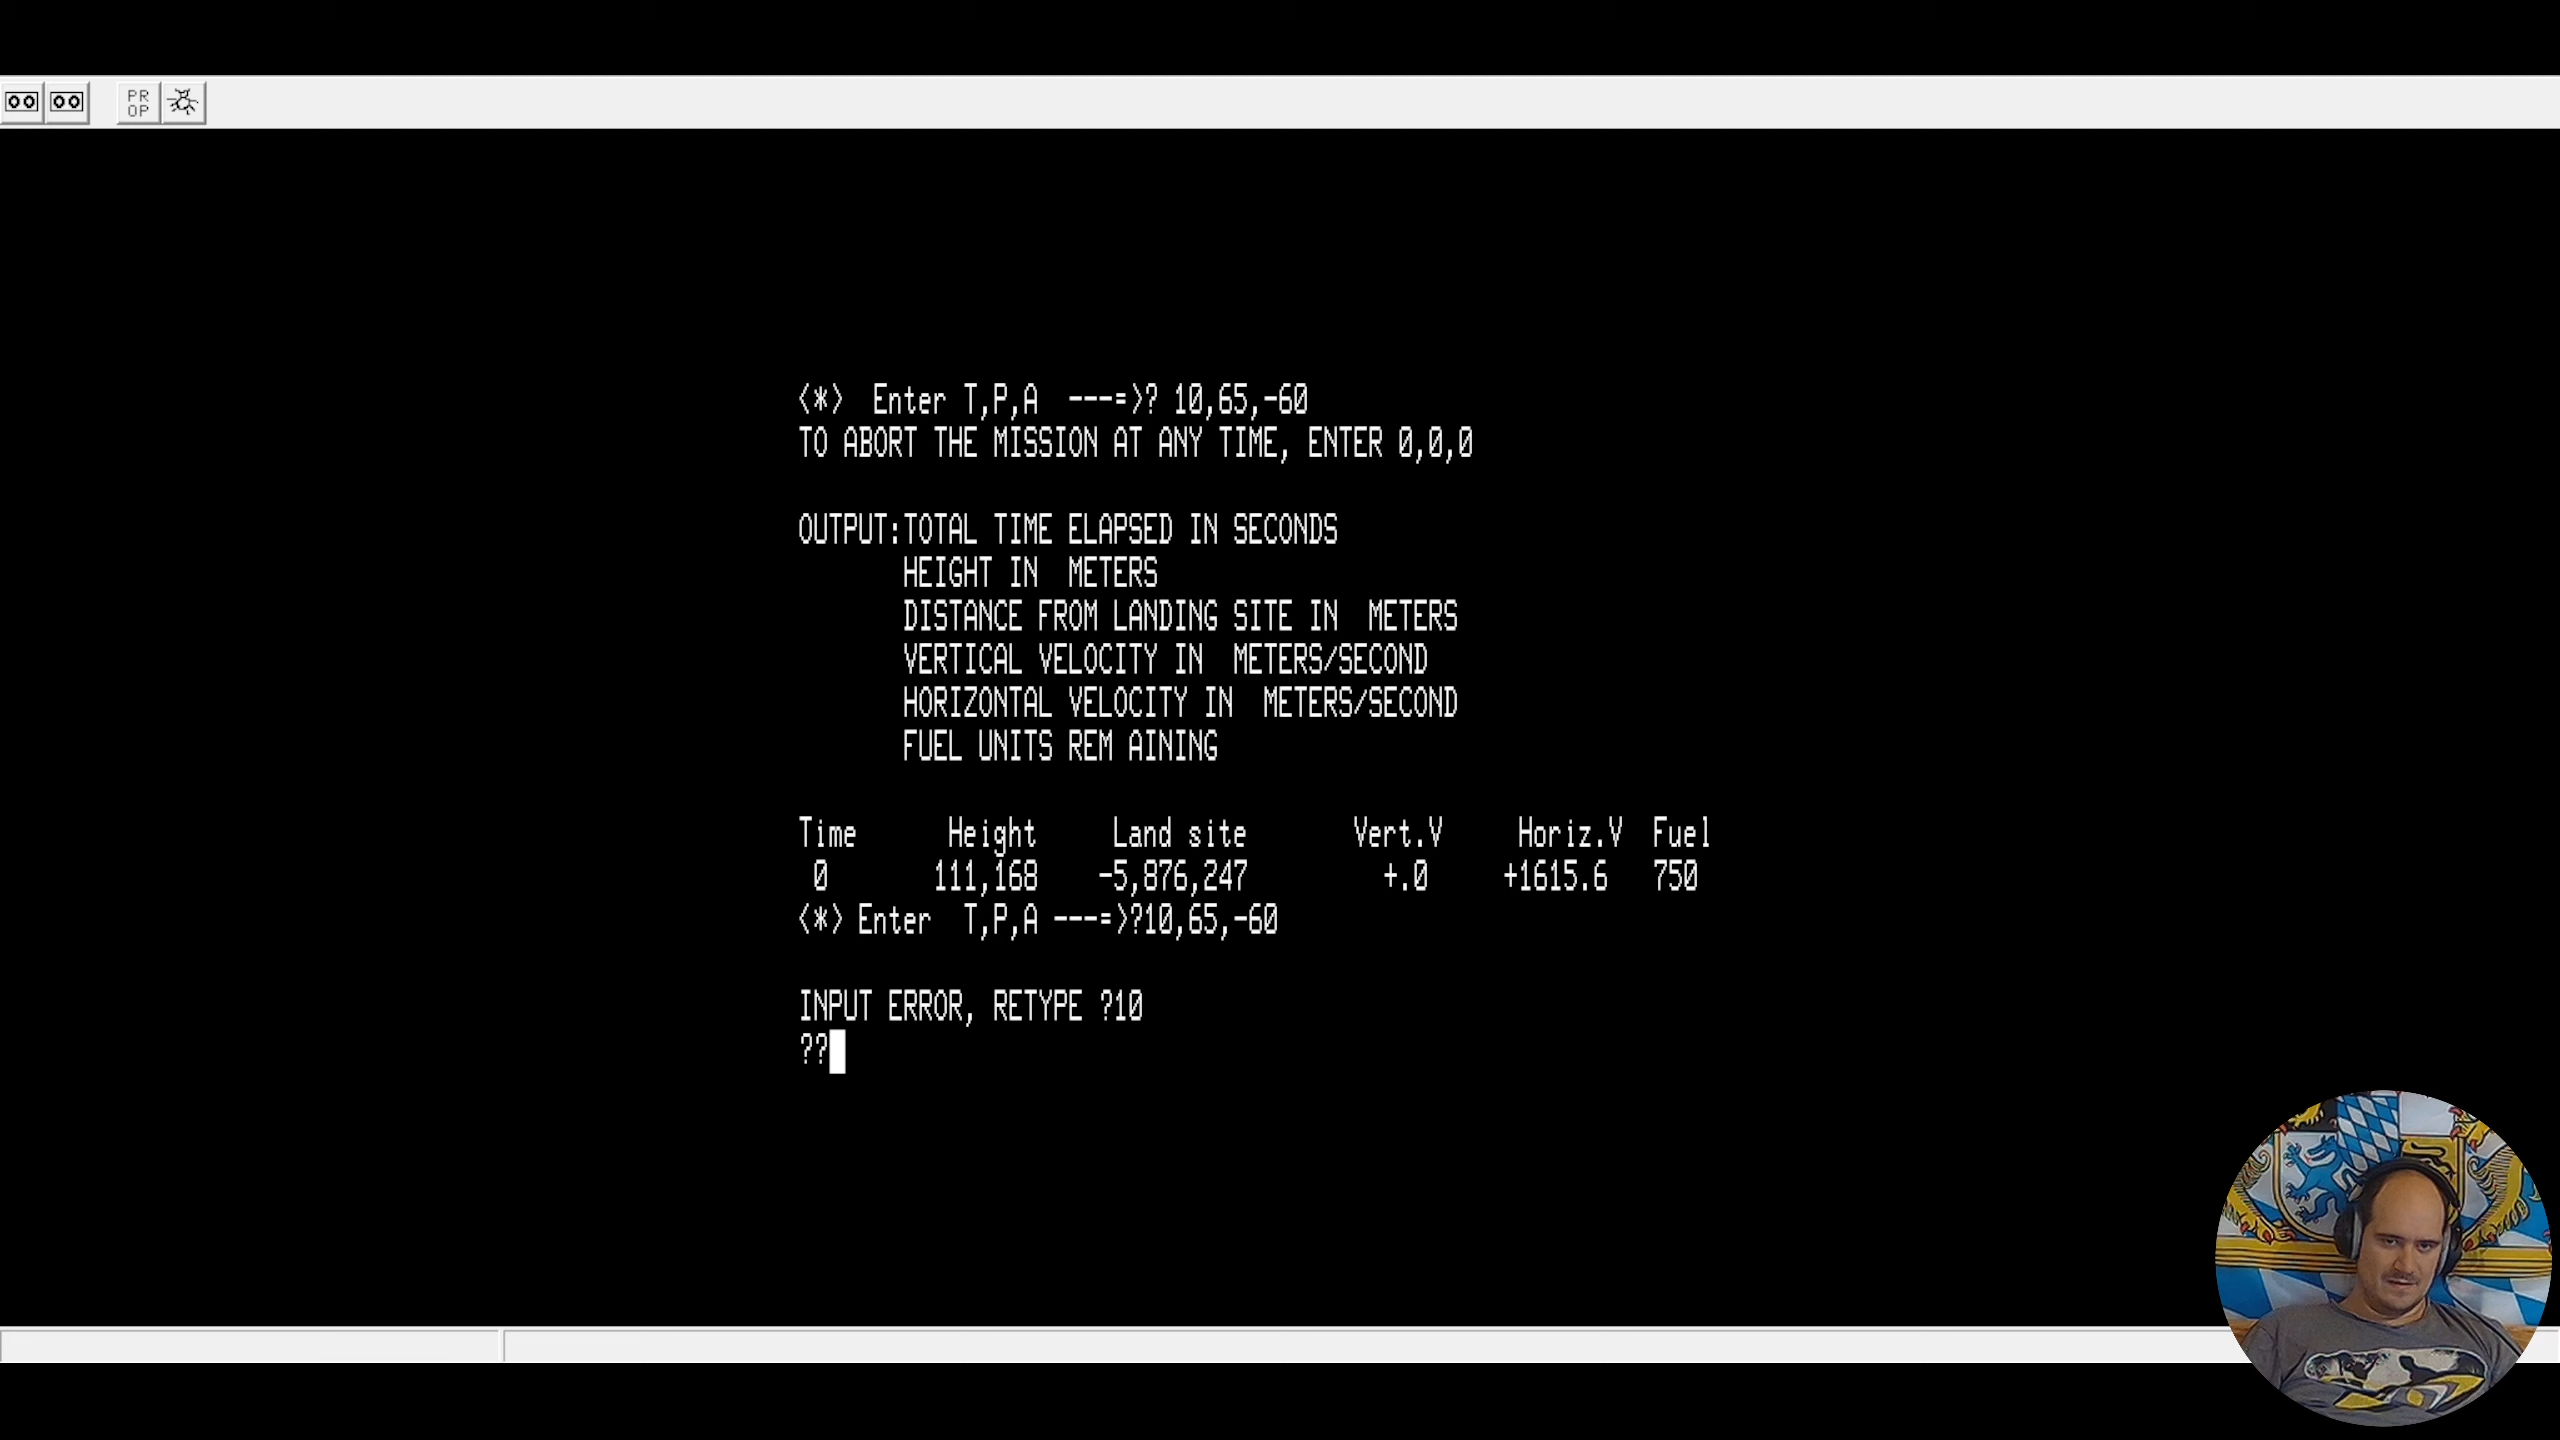 PR
OP
<*>  Enter T,P,A  ---=>? 10,65,-60
TO ABORT THE MISSION AT ANY TIME, ENTER 0,0,0
OUTPUT:TOTAL TIME ELAPSED IN SECONDS
HEIGHT IN  METERS
DISTANCE FROM LANDING SITE IN  METERS
VERTICAL VELOCITY IN  METERS/SECOND
HORIZONTAL VELOCITY IN  METERS/SECOND
FUEL UNITS REM AINING
Time Height Land site Vert.V Horiz.V Fuel
0 111,168 -5,876,247 +.0 +1615.6 750
<*> Enter  T,P,A ---=>?10,65,-60
INPUT ERROR, RETYPE ?10
??